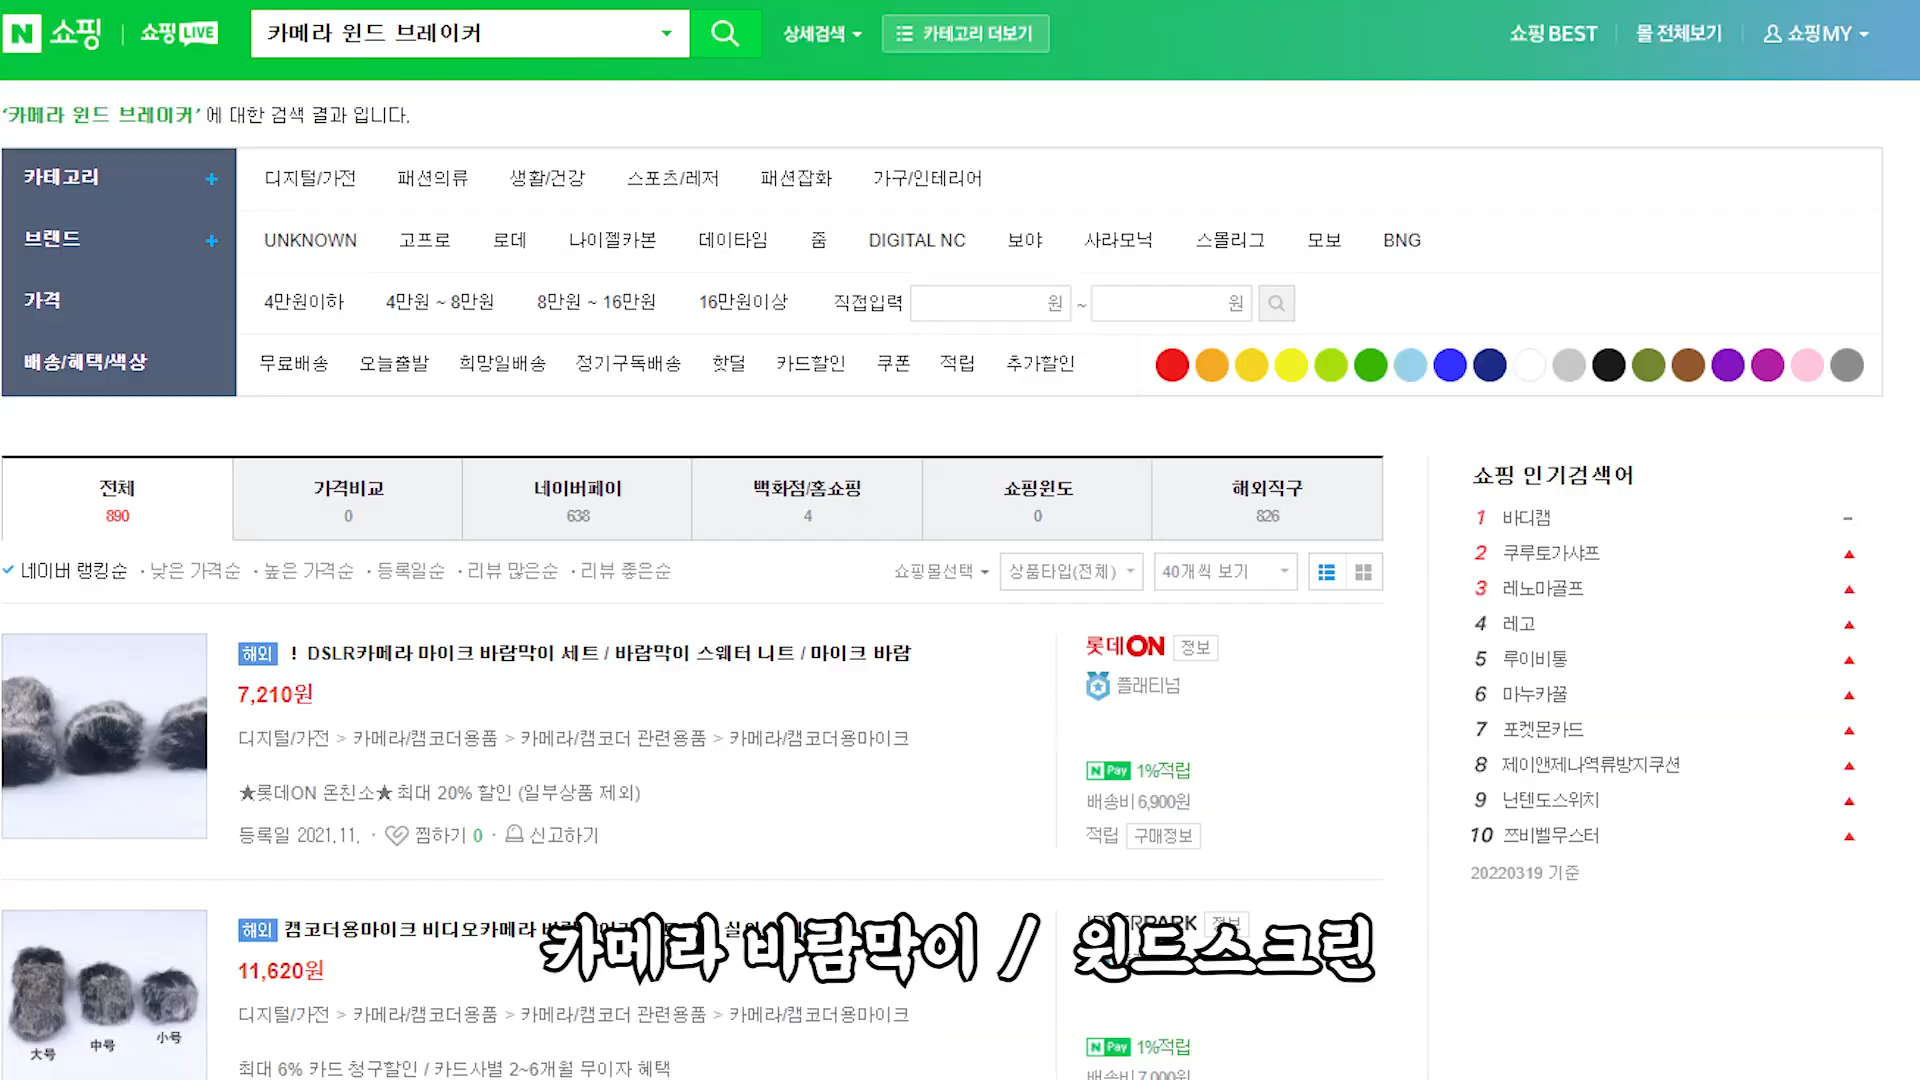 N 쇼핑 쇼핑LIVE 카메라 윈드 브레이커 상세검색 카테고리 더보기 쇼핑BEST 몰 전체보기 쇼핑MY
‘카메라 윈드 브레이커’ 에 대한 검색 결과 입니다.
카테고리 + 디지털/가전 패션의류 생활/건강 스포츠/레저 패션잡화 가구/인테리어
브랜드 + UNKNOWN 고프로 로데 나이젤카본 데이타임 줌 DIGITAL NC 보야 사라모닉 스몰리그 모보 BNG
가격 4만원이하 4만원 ~ 8만원 8만원 ~ 16만원 16만원이상 직접입력 원 ~ 원
배송/혜택/색상 무료배송 오늘출발 희망일배송 정기구독배송 핫딜 카드할인 쿠폰 적립 추가할인
전체 가격비교 네이버페이 백화점/홈쇼핑 쇼핑윈도 해외직구
890 0 638 4 0 826
네이버 랭킹순 · 낮은 가격순 · 높은 가격순 · 등록일순 · 리뷰 많은순 · 리뷰 좋은순 쇼핑몰선택 상품타입(전체) 40개씩 보기
해외 ! DSLR카메라 마이크 바람막이 세트 / 바람막이 스웨터 니트 / 마이크 바람
7,210원
디지털/가전 > 카메라/캠코더용품 > 카메라/캠코더 관련용품 > 카메라/캠코더용마이크
★롯데ON 온친소★ 최대 20% 할인 (일부상품 제외)
등록일 2021.11. · 찜하기 0 · 신고하기
롯데ON 정보
플래티넘
N Pay 1%적립
배송비 6,900원
적립 구매정보
해외 캠코더용마이크 비디오카메라
11,620원
디지털/가전 > 카메라/캠코더용품 > 카메라/캠코더 관련용품 > 카메라/캠코더용마이크
최대 6% 카드 청구할인 / 카드사별 2~6개월 무이자 혜택
大号 中号 小号
정보
N Pay 1%적립
배송비 7,000원
카메라 바람막이 / 윗드스크린
쇼핑 인기검색어
1 바디캠 –
2 쿠루토가샤프
3 레노마골프
4 레고
5 루이비통
6 마누카꿀
7 포켓몬카드
8 제이앤제나역류방지쿠션
9 닌텐도스위치
10 쯔비벨무스터
20220319 기준